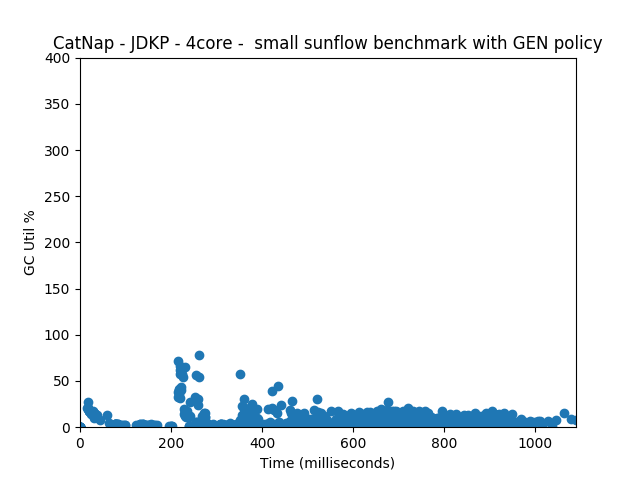 CatNap - JDKP - 4core -  small sunflow benchmark with GEN policy
400
350
300
250
200
150
100
50
0
GC Util %
0 200 400 600 800 1000
Time (milliseconds)